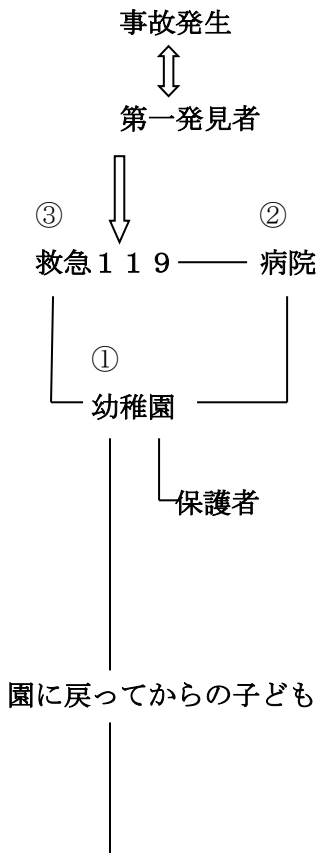 事故発生
第一発見者
③ ②
救急１１９ 病院
①
幼稚園
保護者
園に戻ってからの子ども